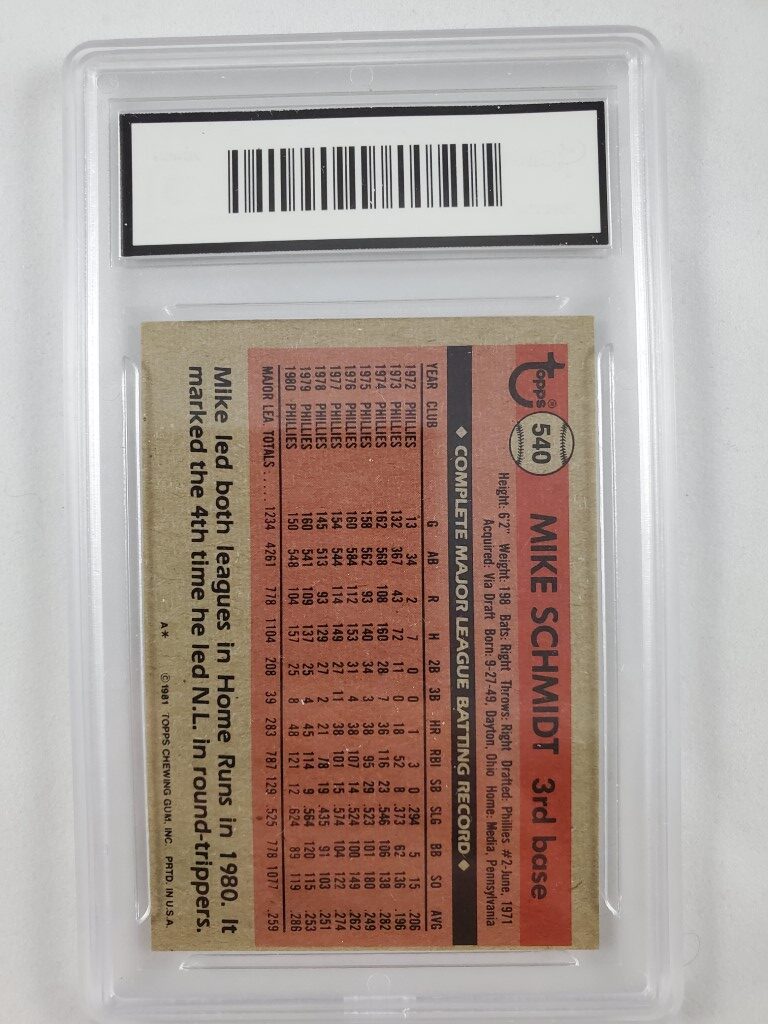 Topps® 540 MIKE SCHMIDT 3rd base
Height: 6'2" Weight: 198 Bats: Right Throws: Right Drafted: Phillies #2-June, 1971
Acquired: Via Draft Born: 9-27-49, Dayton, Ohio Home: Media, Pennsylvania
◆ COMPLETE MAJOR LEAGUE BATTING RECORD ◆
YEAR CLUB G AB R H 2B 3B HR RBI SB SLG BB SO AVG
1972 PHILLIES 13 34 2 7 0 0 1 3 0 .294 5 15 .206
1973 PHILLIES 132 367 43 72 11 0 18 52 8 .373 62 136 .196
1974 PHILLIES 162 568 108 160 28 7 36 116 23 .546 106 138 .282
1975 PHILLIES 158 562 93 140 34 3 38 95 29 .523 101 180 .249
1976 PHILLIES 160 584 112 153 31 4 38 107 14 .524 100 149 .262
1977 PHILLIES 154 544 114 149 27 11 38 101 15 .574 104 122 .274
1978 PHILLIES 145 513 93 129 27 2 21 78 19 .435 91 103 .251
1979 PHILLIES 160 541 109 137 25 4 45 114 9 .564 120 115 .253
1980 PHILLIES 150 548 104 157 25 8 48 121 12 .624 89 119 .286
MAJOR LEA. TOTALS ..... 1234 4261 778 1104 208 39 283 787 129 .525 778 1077 .259
Mike led both leagues in Home Runs in 1980. It
marked the 4th time he led N.L. in round-trippers.
A* ©1981 TOPPS CHEWING GUM, INC. PRTD. IN U.S.A.